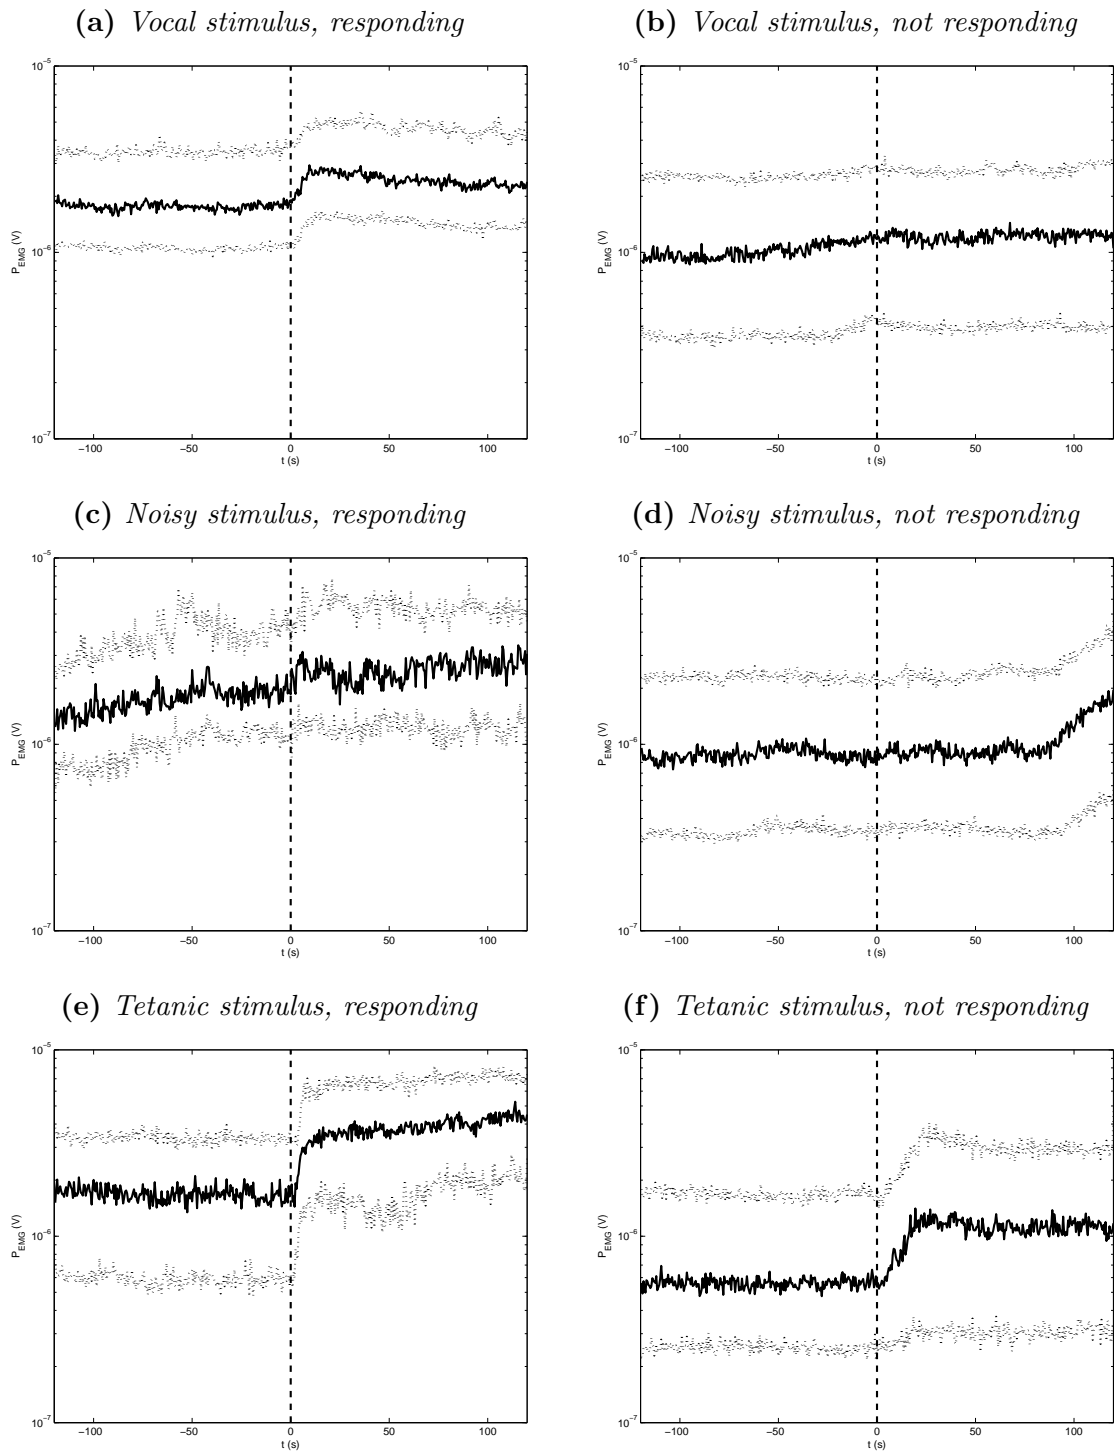 (a) Vocal stimulus, responding
(b) Vocal stimulus, not responding
10^-5
10^-6
10^-7
P_EMG (V)
−100 −50 0 50 100
t (s)
10^-5
10^-6
10^-7
P_EMG (V)
−100 −50 0 50 100
t (s)
(c) Noisy stimulus, responding
(d) Noisy stimulus, not responding
10^-5
10^-6
10^-7
P_EMG (V)
−100 −50 0 50 100
t (s)
10^-5
10^-6
10^-7
P_EMG (V)
−100 −50 0 50 100
t (s)
(e) Tetanic stimulus, responding
(f) Tetanic stimulus, not responding
10^-5
10^-6
10^-7
P_EMG (V)
−100 −50 0 50 100
t (s)
10^-5
10^-6
10^-7
P_EMG (V)
−100 −50 0 50 100
t (s)